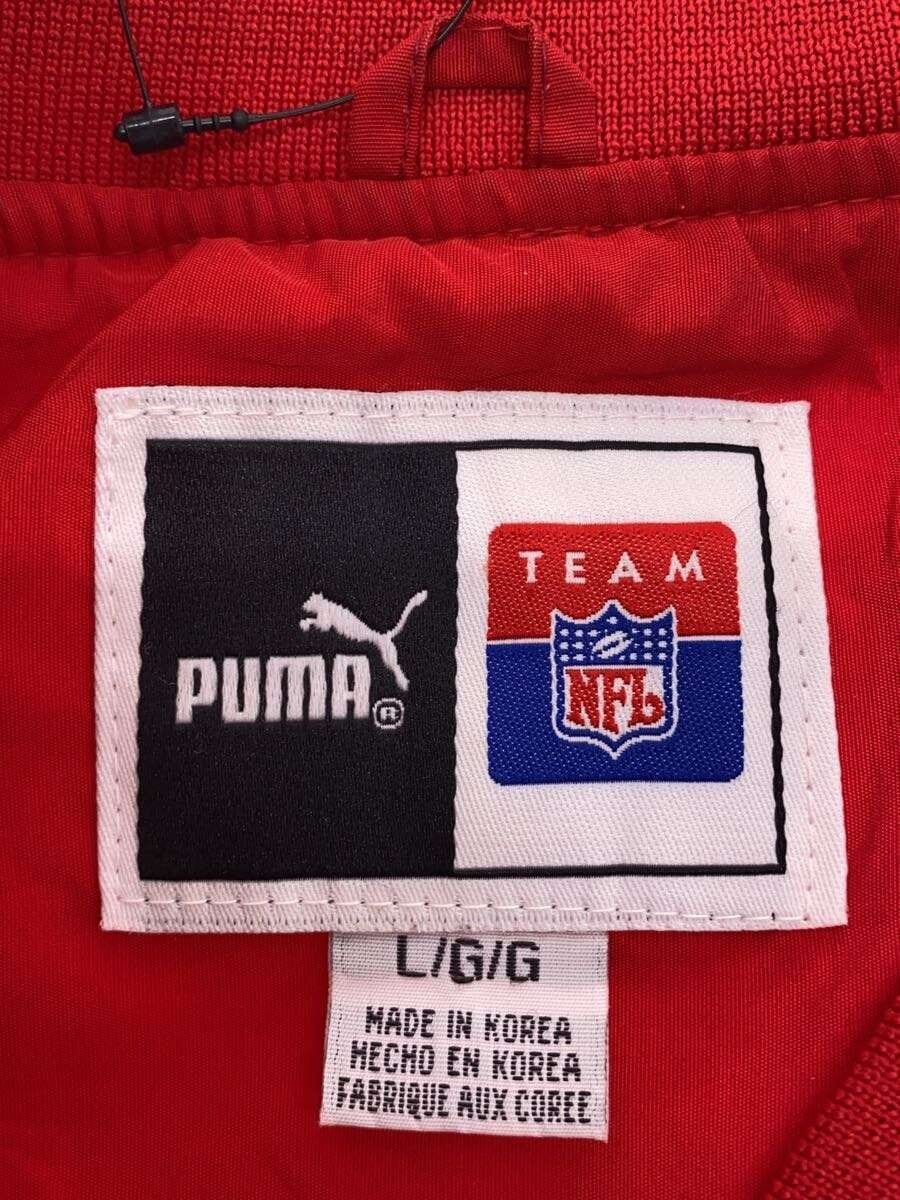 TEAM
PUMA®
NFL
L/G/G
MADE IN KOREA
HECHO EN KOREA
FABRIQUE AUX COREE